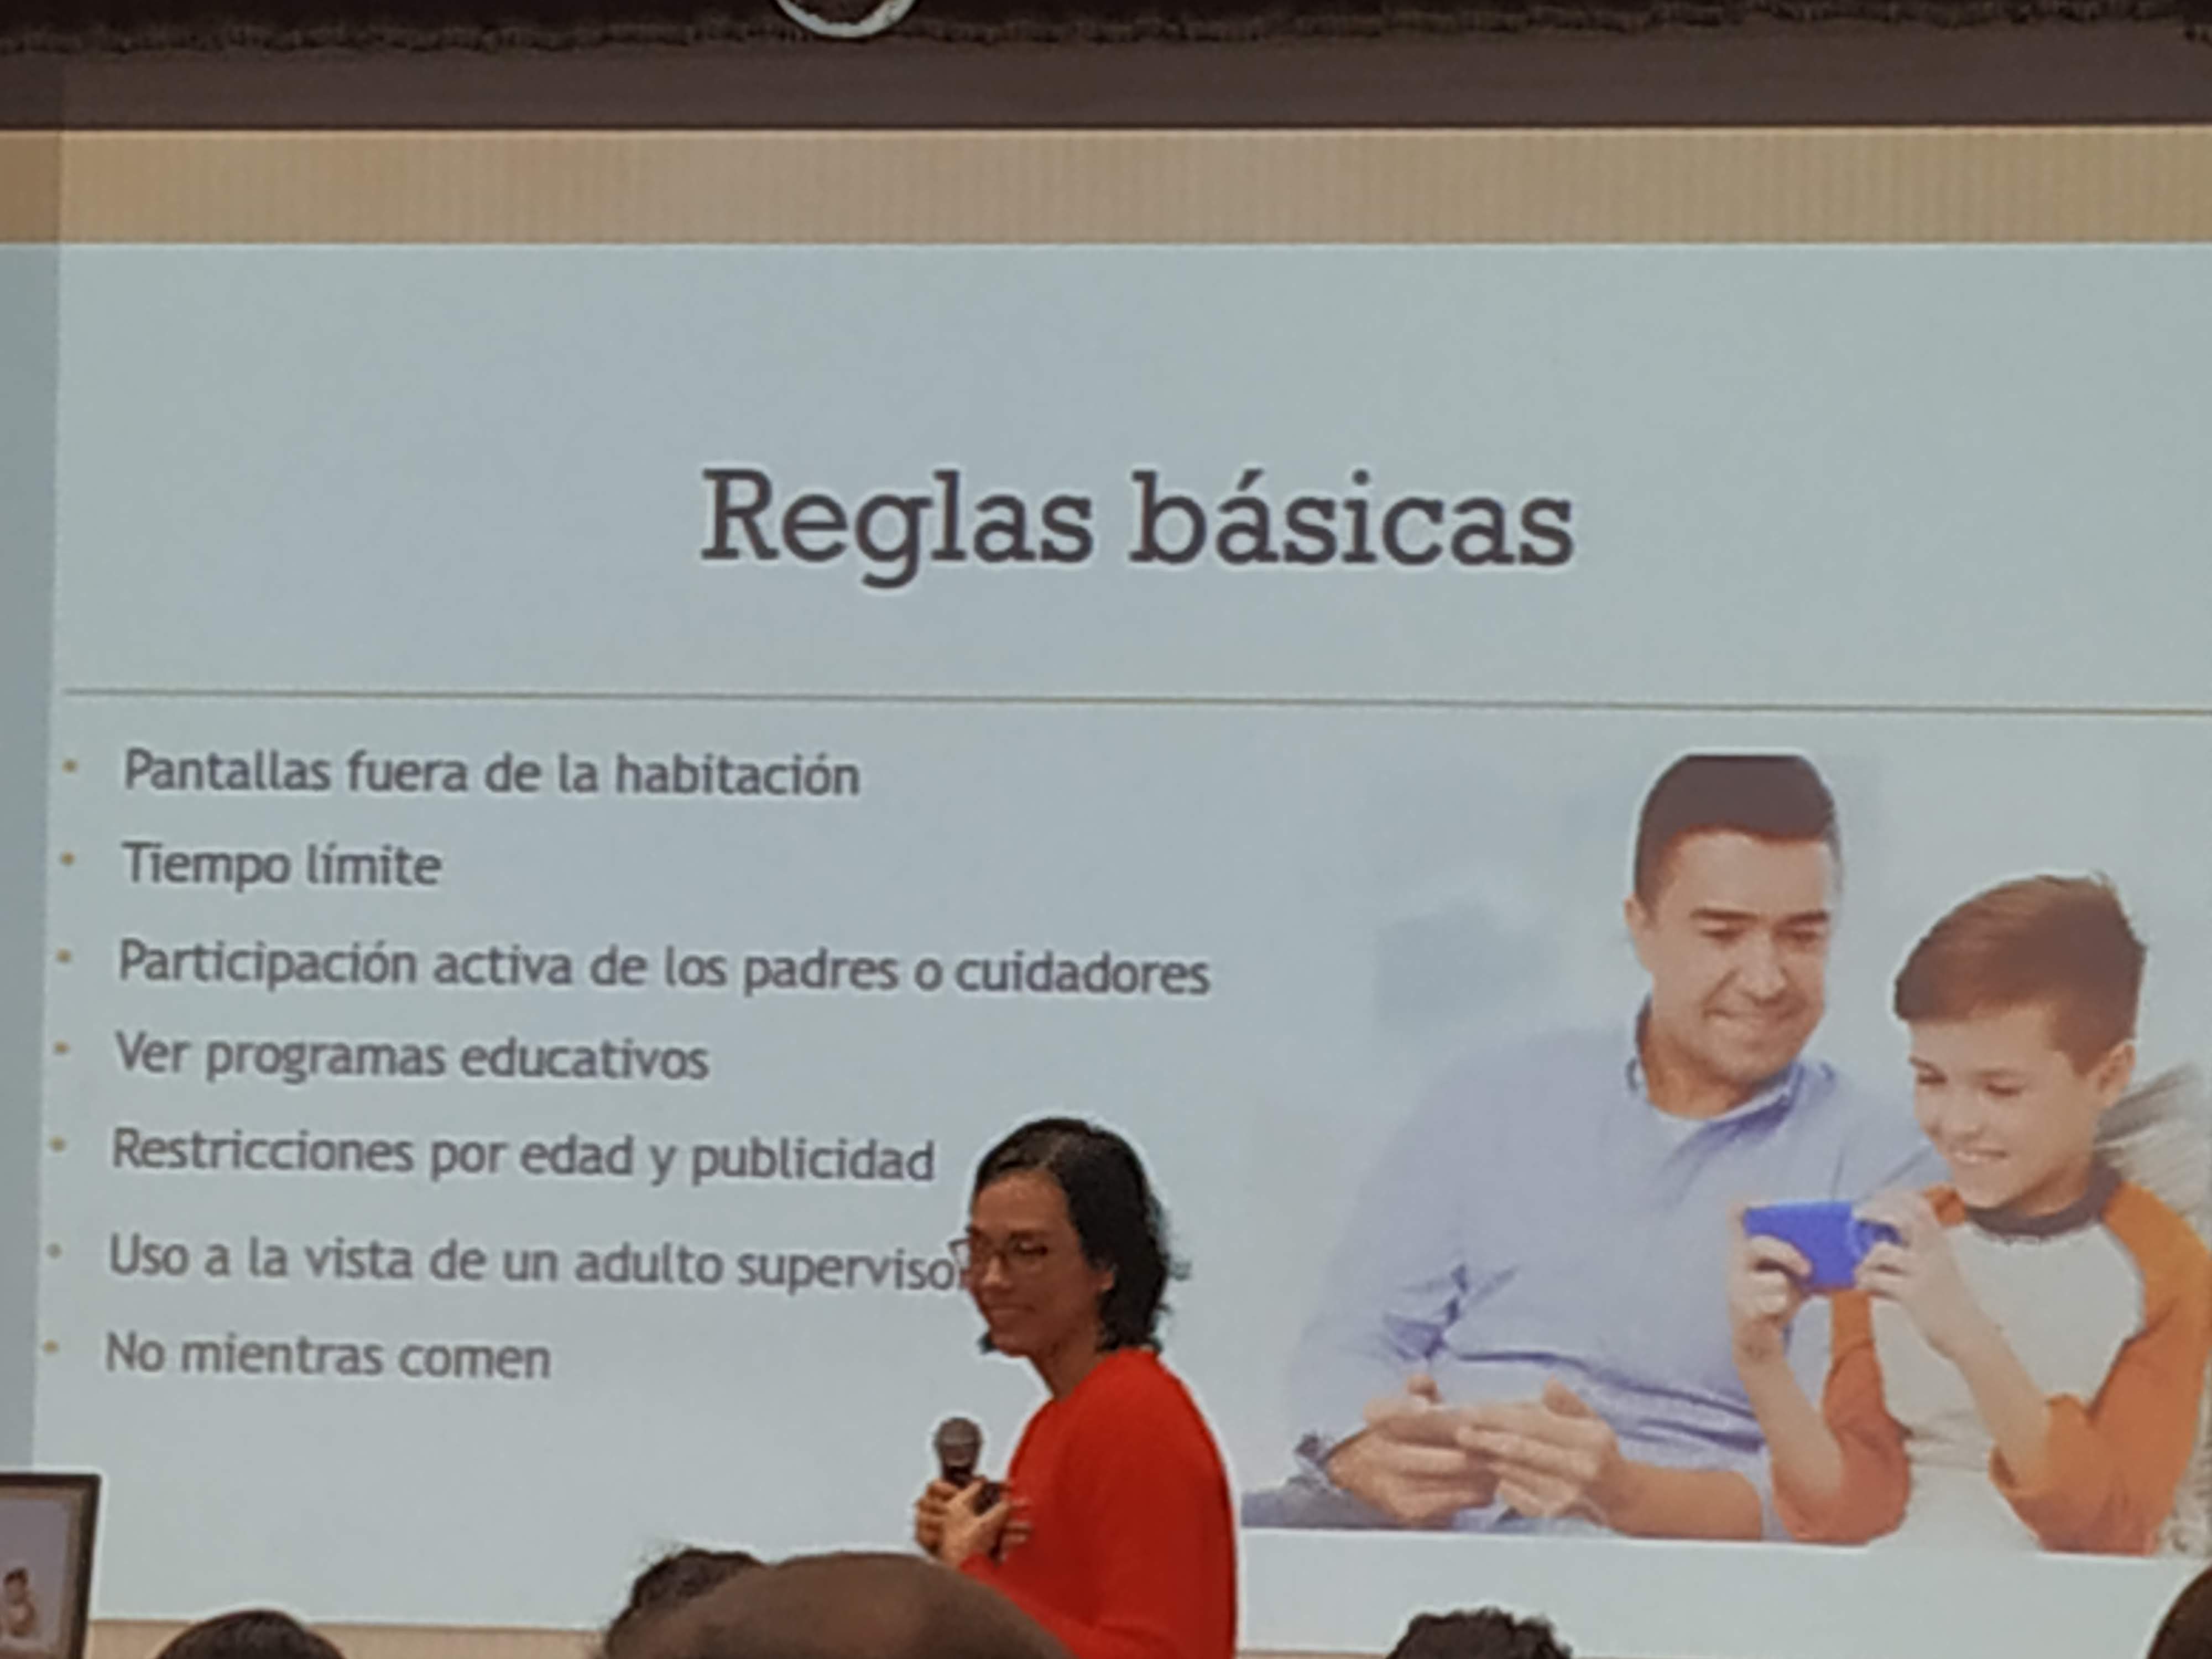 Reglas básicas
Pantallas fuera de la habitación
Tiempo límite
Participación activa de los padres o cuidadores
Ver programas educativos
Restricciones por edad y publicidad
Uso a la vista de un adulto supervisor
No mientras comen